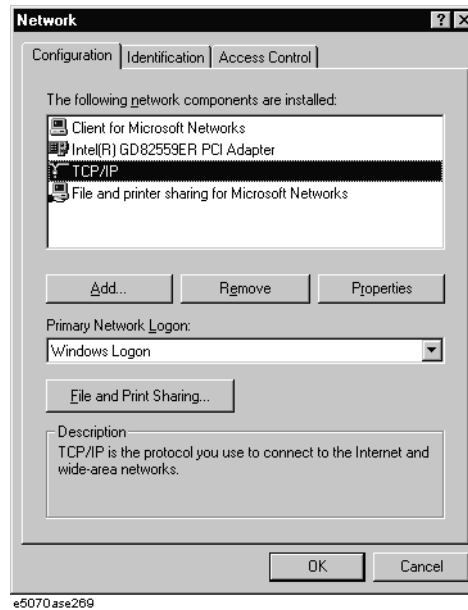 Network
Configuration Identification Access Control
The following network components are installed:
Client for Microsoft Networks
Intel(R) GD82559ER PCI Adapter
TCP/IP
File and printer sharing for Microsoft Networks
Add... Remove Properties
Primary Network Logon:
Windows Logon
File and Print Sharing...
Description
TCP/IP is the protocol you use to connect to the Internet and
wide-area networks.
OK Cancel
e5070ase269